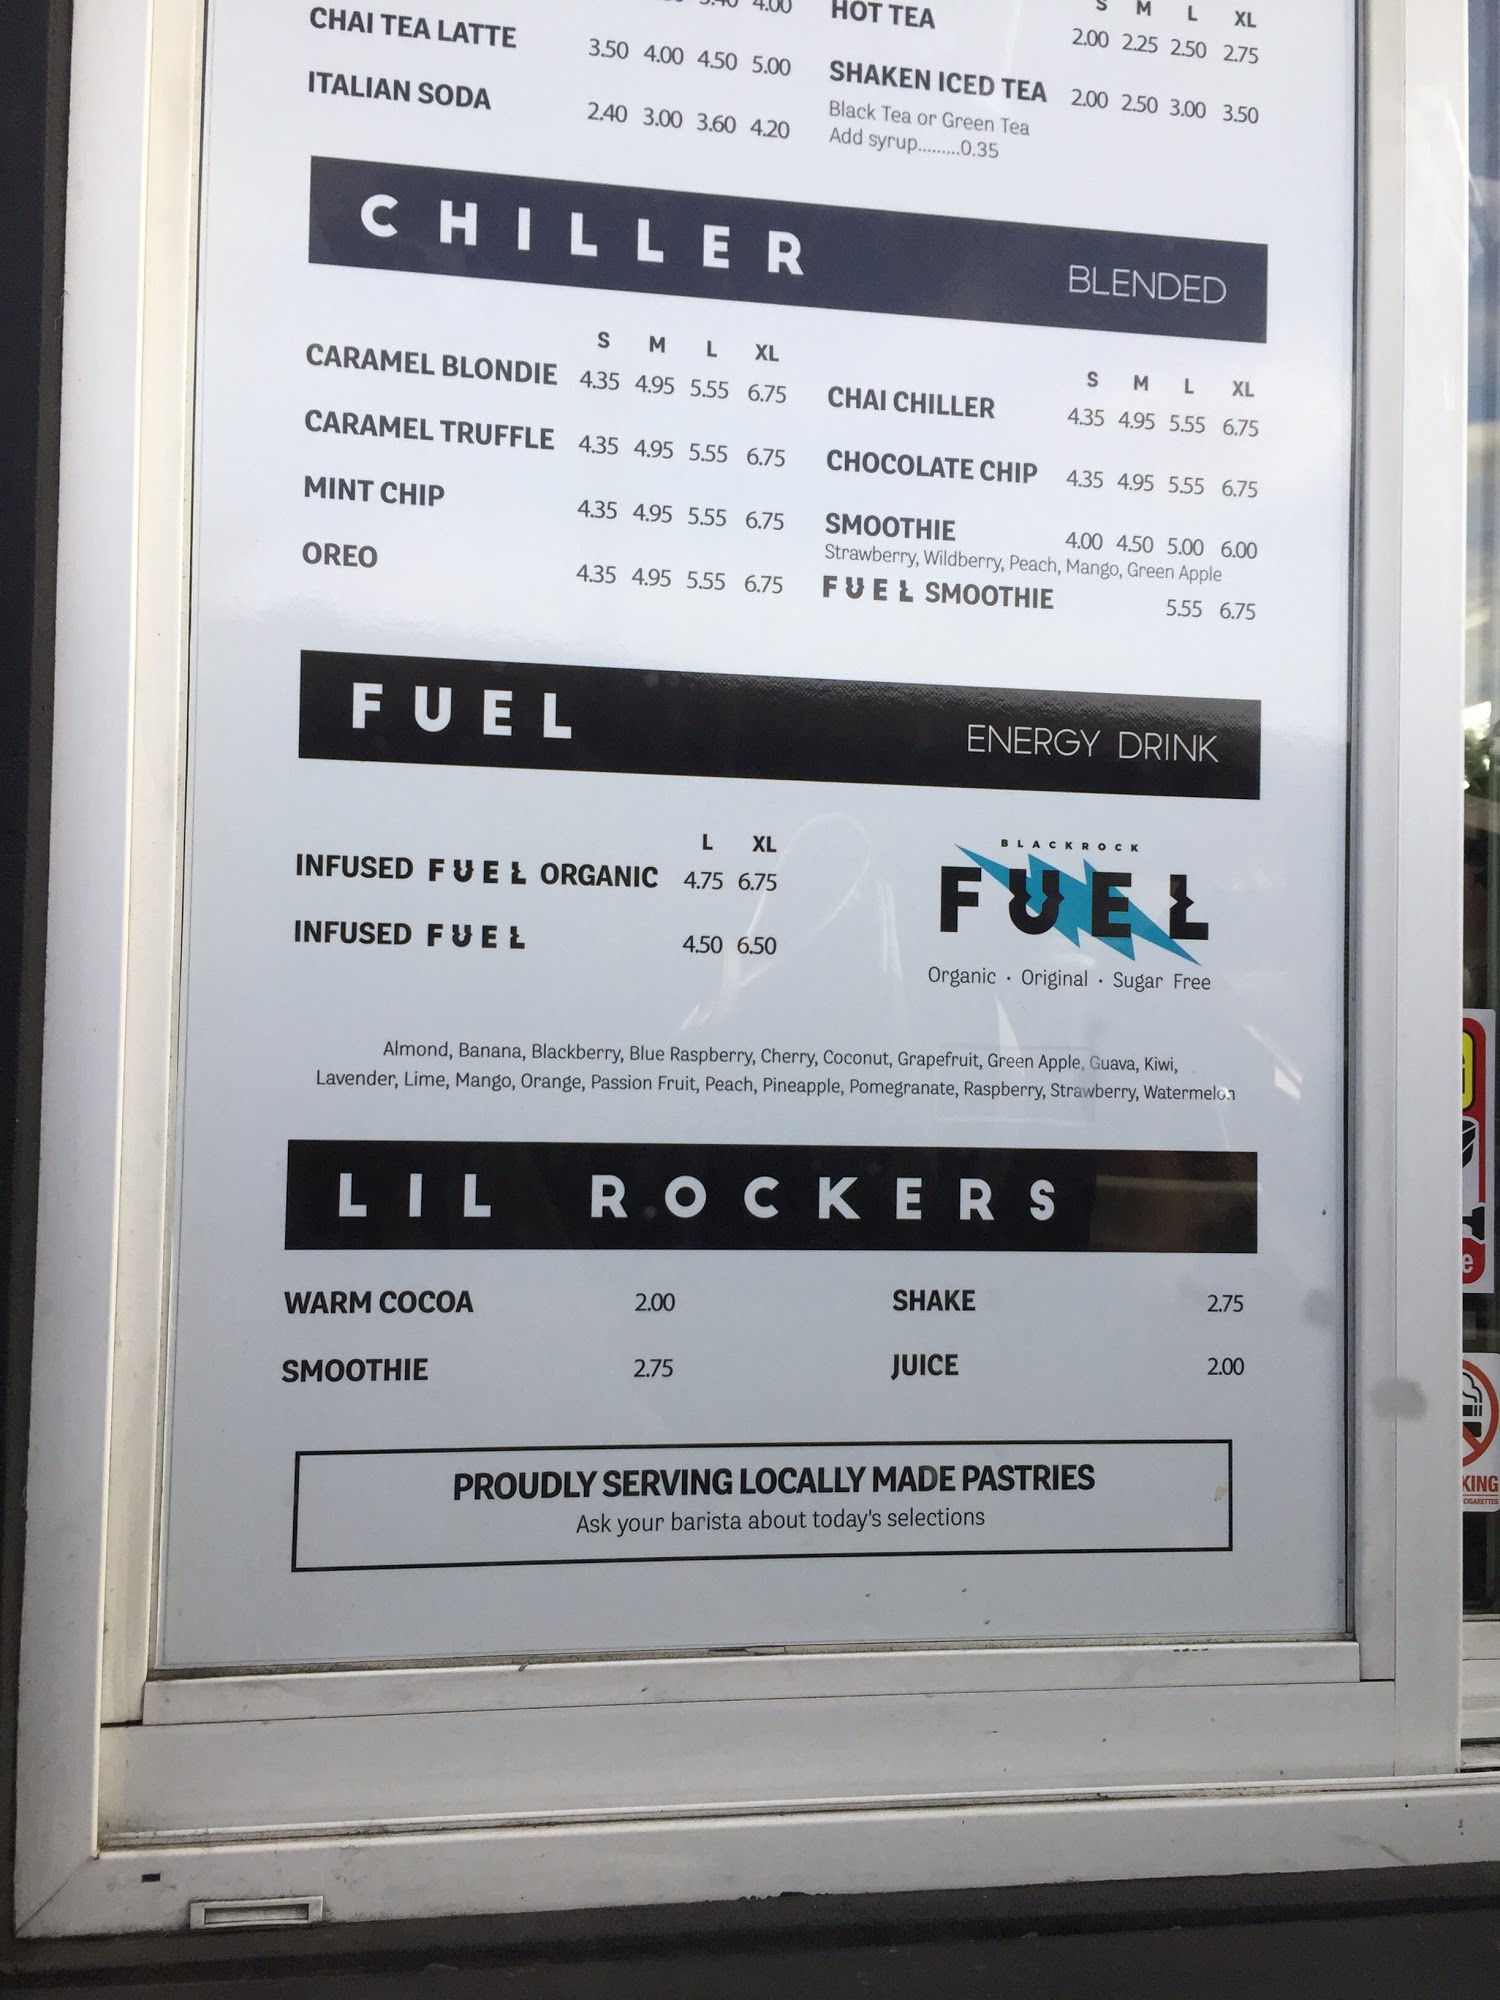 4.00
CHAI TEA LATTE 3.50 4.00 4.50 5.00
ITALIAN SODA 2.40 3.00 3.60 4.20
HOT TEA
S M L XL
2.00 2.25 2.50 2.75
SHAKEN ICED TEA 2.00 2.50 3.00 3.50
Black Tea or Green Tea
Add syrup.........0.35
CHILLER BLENDED
S M L XL
CARAMEL BLONDIE 4.35 4.95 5.55 6.75
CARAMEL TRUFFLE 4.35 4.95 5.55 6.75
MINT CHIP 4.35 4.95 5.55 6.75
OREO 4.35 4.95 5.55 6.75
S M L XL
CHAI CHILLER 4.35 4.95 5.55 6.75
CHOCOLATE CHIP 4.35 4.95 5.55 6.75
SMOOTHIE 4.00 4.50 5.00 6.00
Strawberry, Wildberry, Peach, Mango, Green Apple
FUEL SMOOTHIE 5.55 6.75
FUEL ENERGY DRINK
L XL
INFUSED FUEL ORGANIC 4.75 6.75
INFUSED FUEL 4.50 6.50
BLACKROCK
FUEL
Organic · Original · Sugar Free
Almond, Banana, Blackberry, Blue Raspberry, Cherry, Coconut, Grapefruit, Green Apple, Guava, Kiwi,
Lavender, Lime, Mango, Orange, Passion Fruit, Peach, Pineapple, Pomegranate, Raspberry, Strawberry, Watermelon
LIL ROCKERS
WARM COCOA 2.00
SMOOTHIE 2.75
SHAKE 2.75
JUICE 2.00
PROUDLY SERVING LOCALLY MADE PASTRIES
Ask your barista about today's selections
KING
CIGARETTES